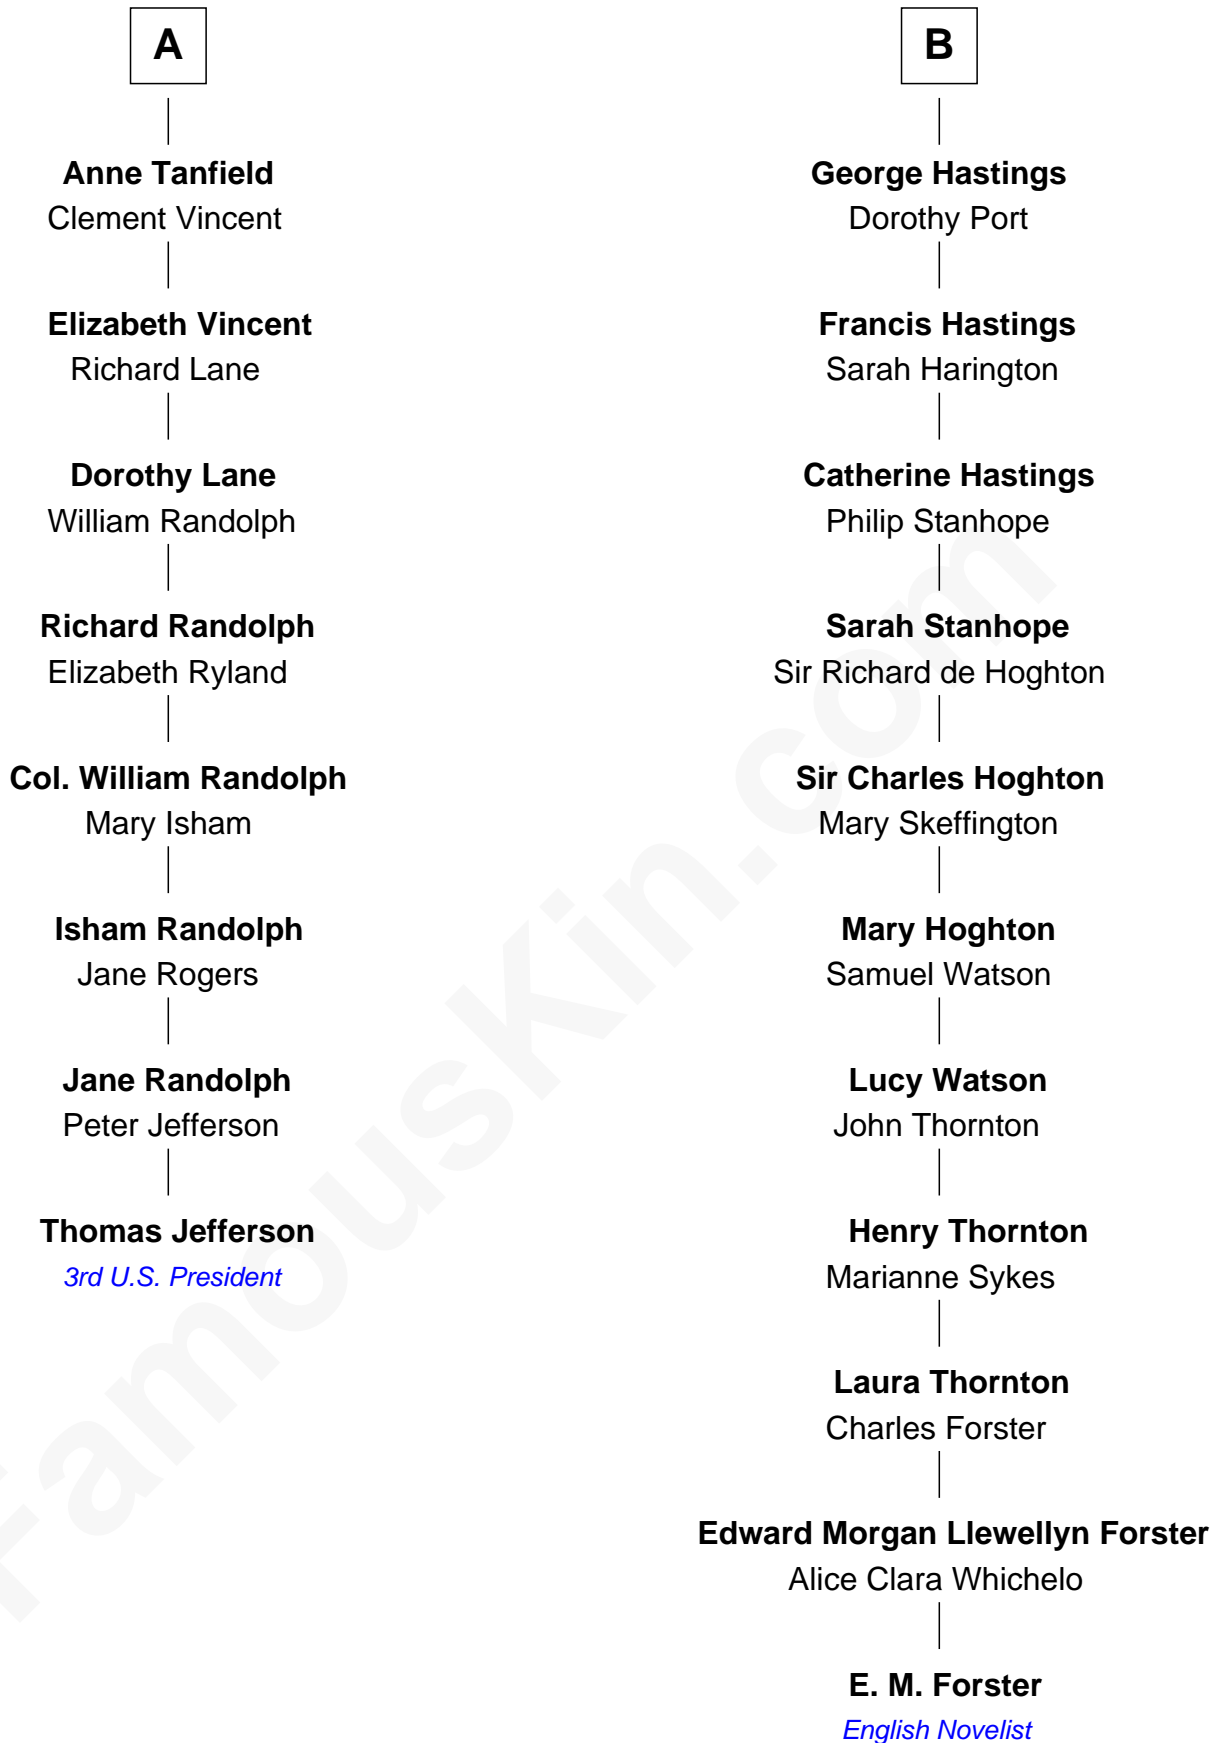 A
Anne Tanfield
Clement Vincent
Elizabeth Vincent
Richard Lane
Dorothy Lane
William Randolph
Richard Randolph
Elizabeth Ryland
Col. William Randolph
Mary Isham
Isham Randolph
Jane Rogers
Jane Randolph
Peter Jefferson
Thomas Jefferson
3rd U.S. President
B
George Hastings
Dorothy Port
Francis Hastings
Sarah Harington
Catherine Hastings
Philip Stanhope
Sarah Stanhope
Sir Richard de Hoghton
Sir Charles Hoghton
Mary Skeffington
Mary Hoghton
Samuel Watson
Lucy Watson
John Thornton
Henry Thornton
Marianne Sykes
Laura Thornton
Charles Forster
Edward Morgan Llewellyn Forster
Alice Clara Whichelo
E. M. Forster
English Novelist
FamousKin.com